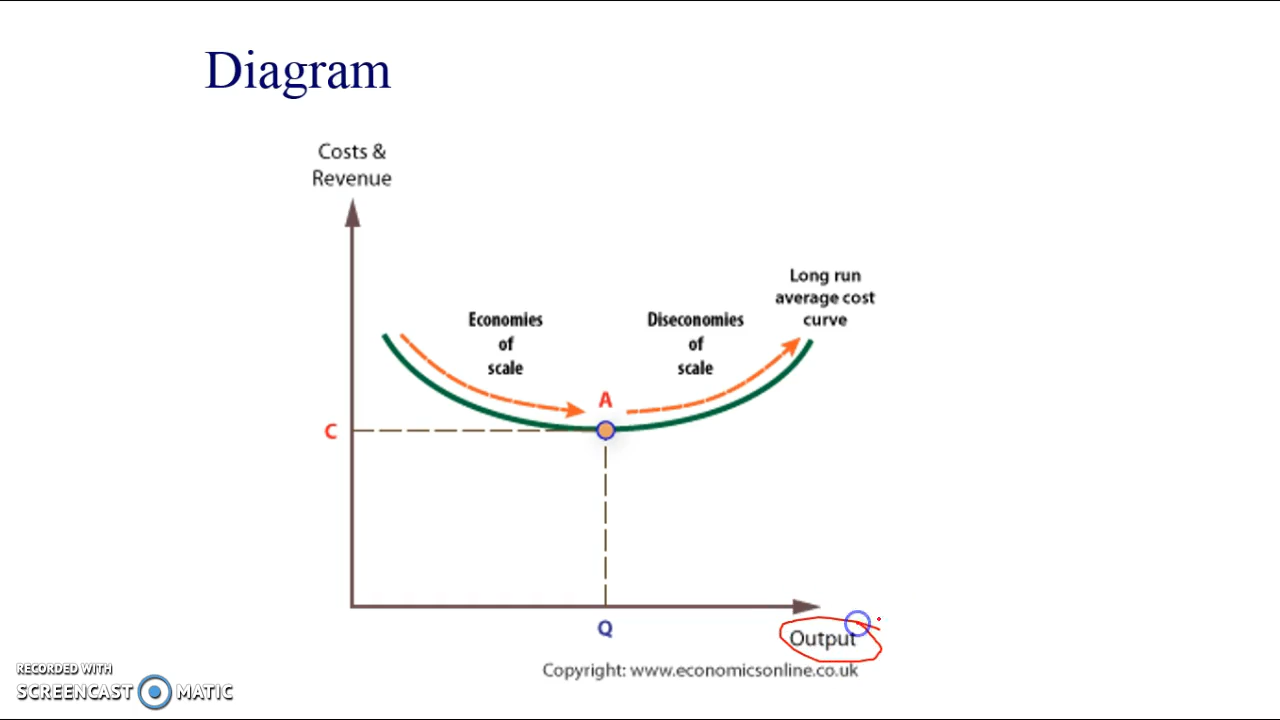 Diagram
Costs &
Revenue
Long run
average cost
curve
Economies
of
scale
Diseconomies
of
scale
A
C
Q
Output
Copyright: www.economicsonline.co.uk
RECORDED WITH
SCREENCAST MATIC